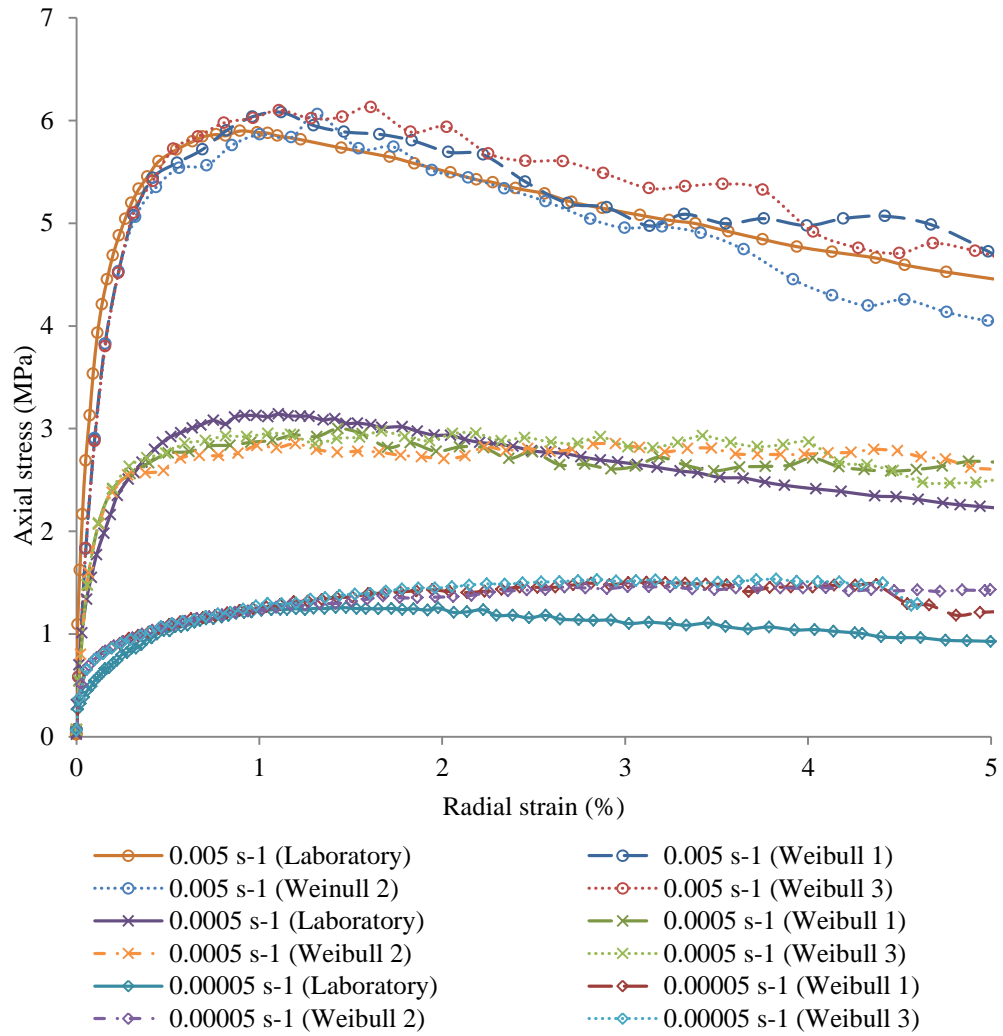 7
6
5
4
3
2
1
0
Axial stress (MPa)
0 1 2 3 4 5
Radial strain (%)
0.005 s-1 (Laboratory) 0.005 s-1 (Weibull 1)
0.005 s-1 (Weinull 2) 0.005 s-1 (Weibull 3)
0.0005 s-1 (Laboratory) 0.0005 s-1 (Weibull 1)
0.0005 s-1 (Weibull 2) 0.0005 s-1 (Weibull 3)
0.00005 s-1 (Laboratory) 0.00005 s-1 (Weibull 1)
0.00005 s-1 (Weibull 2) 0.00005 s-1 (Weibull 3)